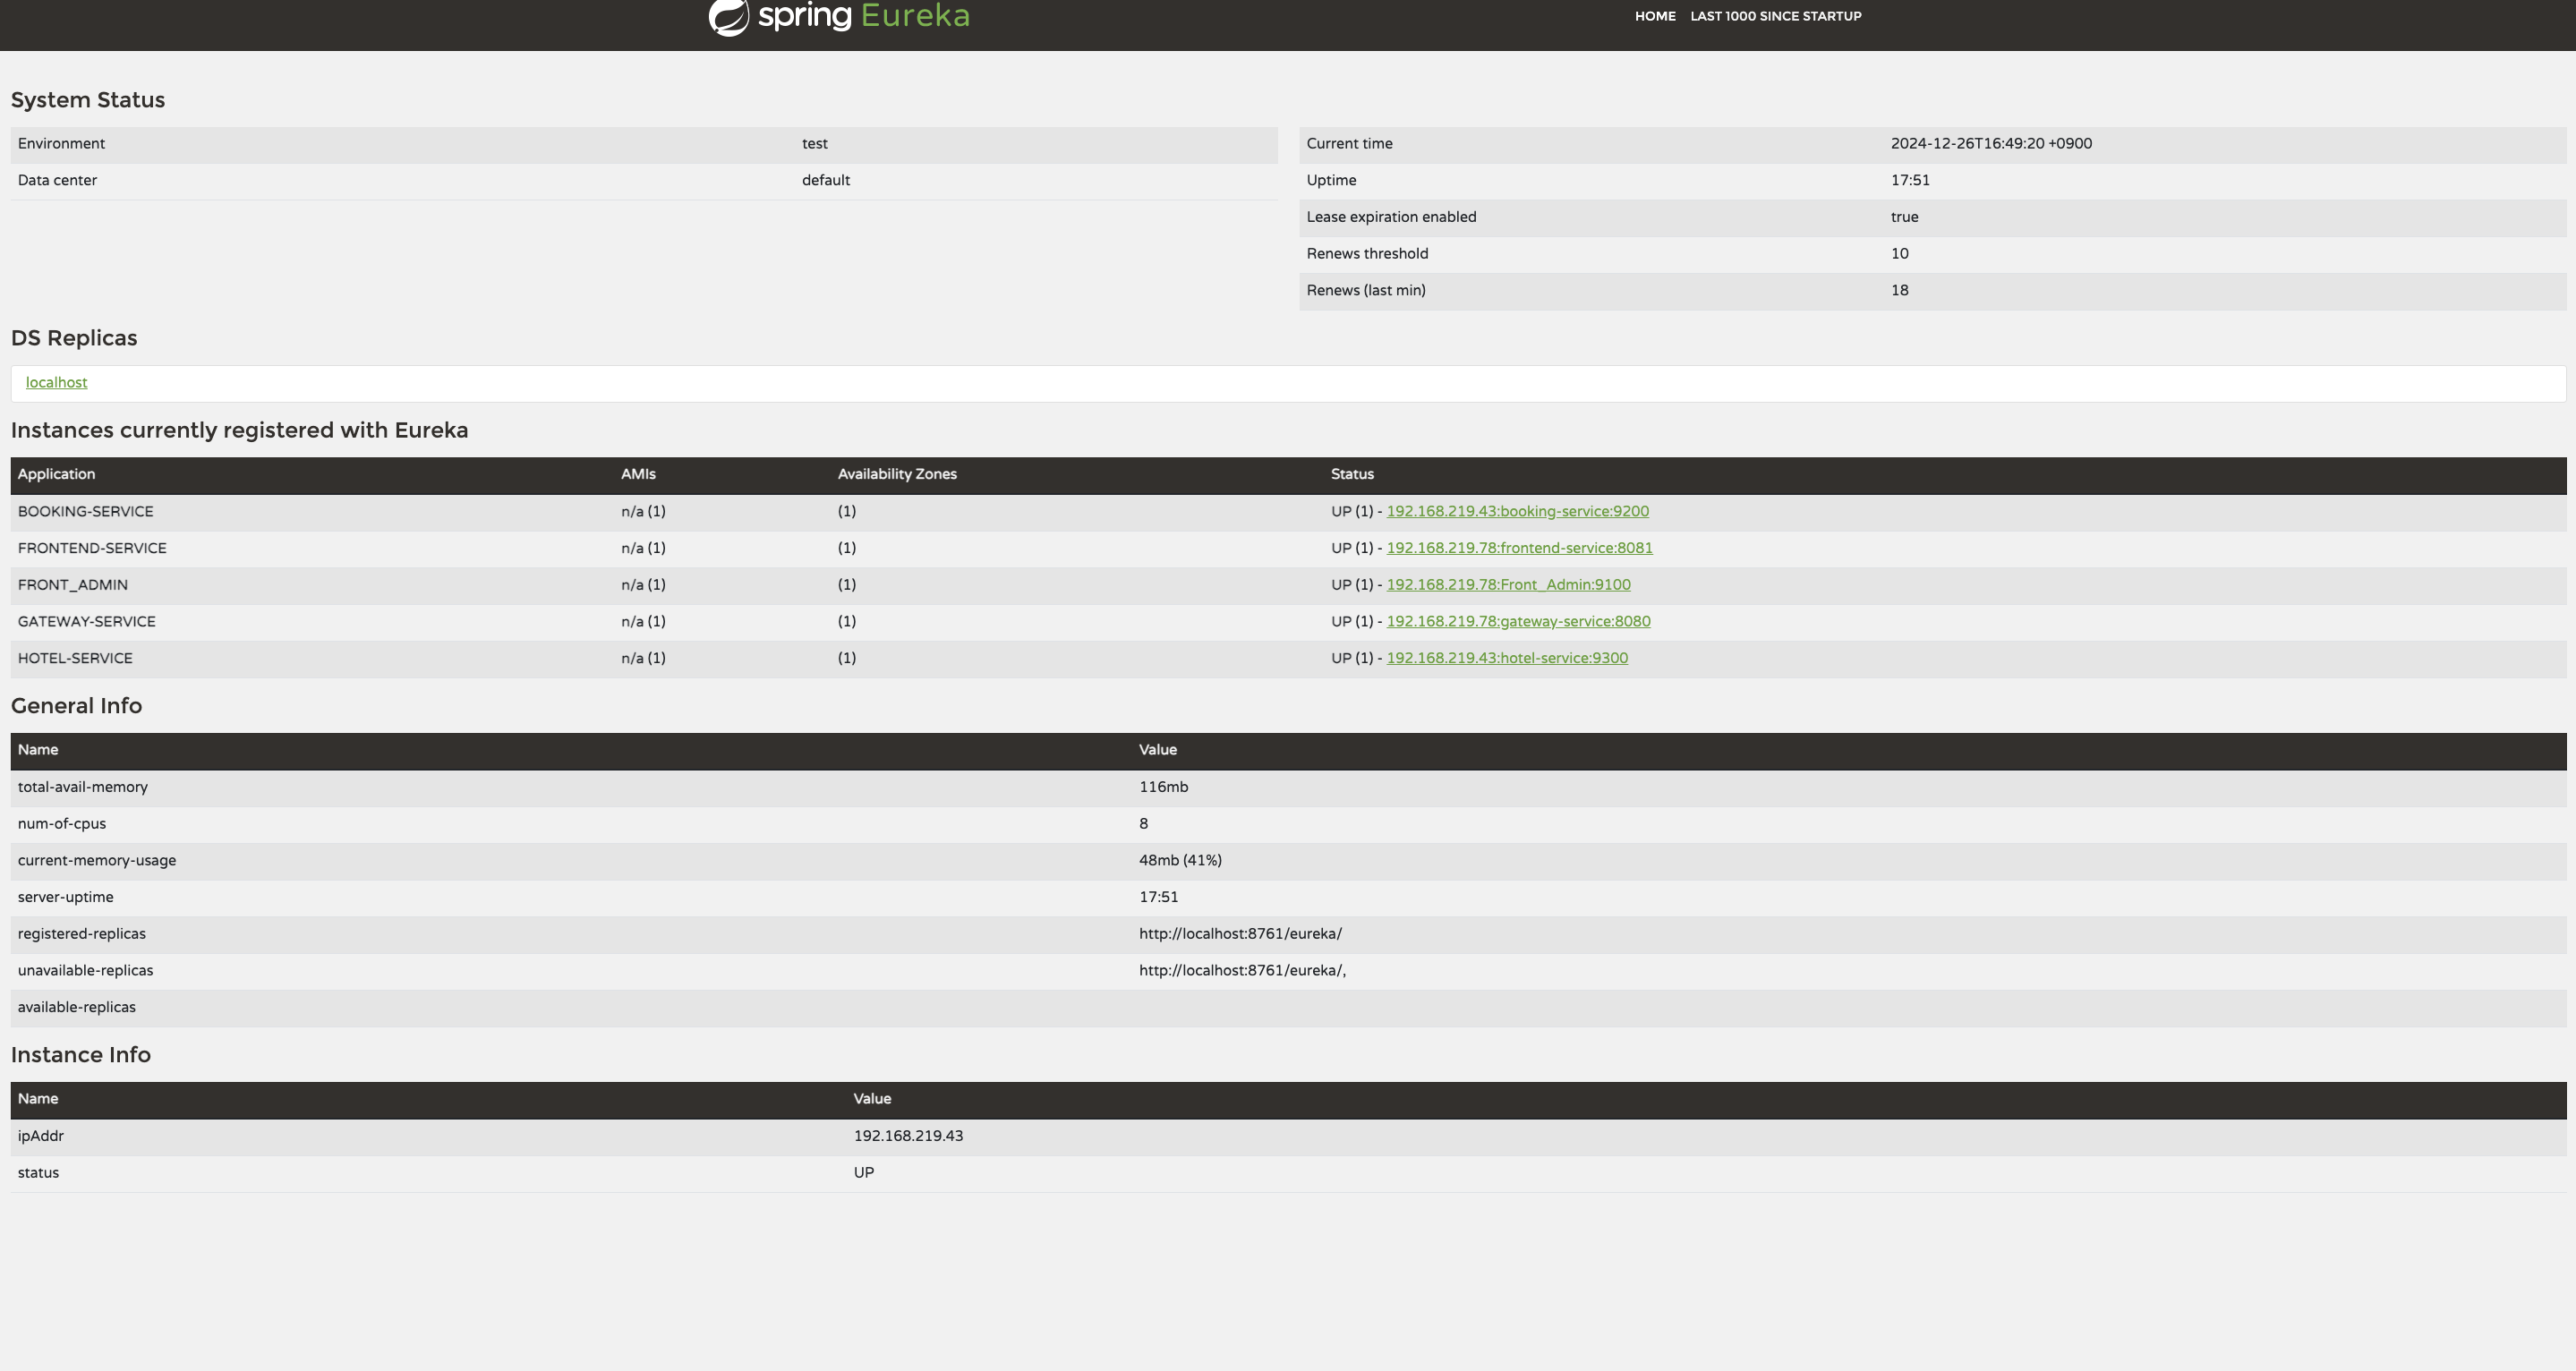 spring Eureka HOME LAST 1000 SINCE STARTUP
System Status
Environment test
Data center default
Current time 2024-12-26T16:49:20 +0900
Uptime 17:51
Lease expiration enabled true
Renews threshold 10
Renews (last min) 18
DS Replicas
localhost
Instances currently registered with Eureka
Application AMIs Availability Zones Status
BOOKING-SERVICE n/a (1) (1) UP (1) - 192.168.219.43:booking-service:9200
FRONTEND-SERVICE n/a (1) (1) UP (1) - 192.168.219.78:frontend-service:8081
FRONT_ADMIN n/a (1) (1) UP (1) - 192.168.219.78:Front_Admin:9100
GATEWAY-SERVICE n/a (1) (1) UP (1) - 192.168.219.78:gateway-service:8080
HOTEL-SERVICE n/a (1) (1) UP (1) - 192.168.219.43:hotel-service:9300
General Info
Name Value
total-avail-memory 116mb
num-of-cpus 8
current-memory-usage 48mb (41%)
server-uptime 17:51
registered-replicas http://localhost:8761/eureka/
unavailable-replicas http://localhost:8761/eureka/,
available-replicas
Instance Info
Name Value
ipAddr 192.168.219.43
status UP